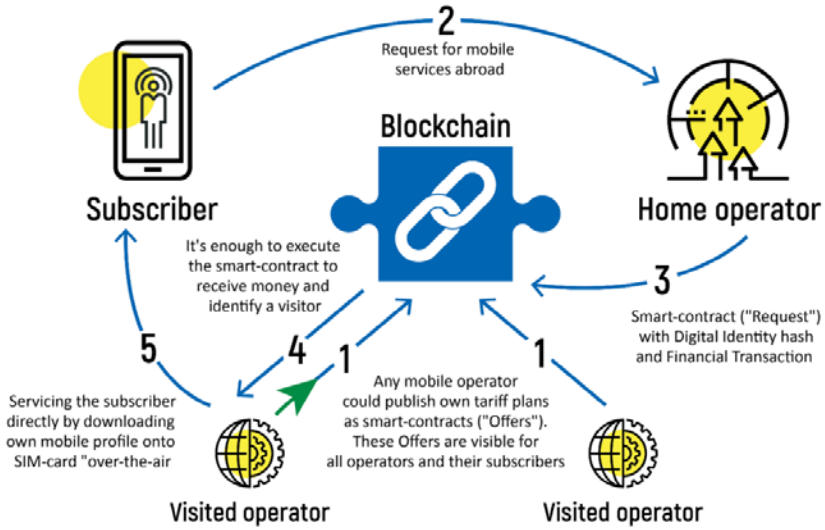 2
Request for mobile
services abroad
Blockchain
Subscriber
Home operator
It's enough to execute
the smart-contract to
receive money and
identify a visitor
3
Smart-contract ("Request")
with Digital Identity hash
and Financial Transaction
5
4
1
1
Servicing the subscriber
directly by downloading
own mobile profile onto
SIM-card "over-the-air
Any mobile operator
could publish own tariff plans
as smart-contracts ("Offers").
These Offers are visible for
all operators and their subscribers
Visited operator
Visited operator